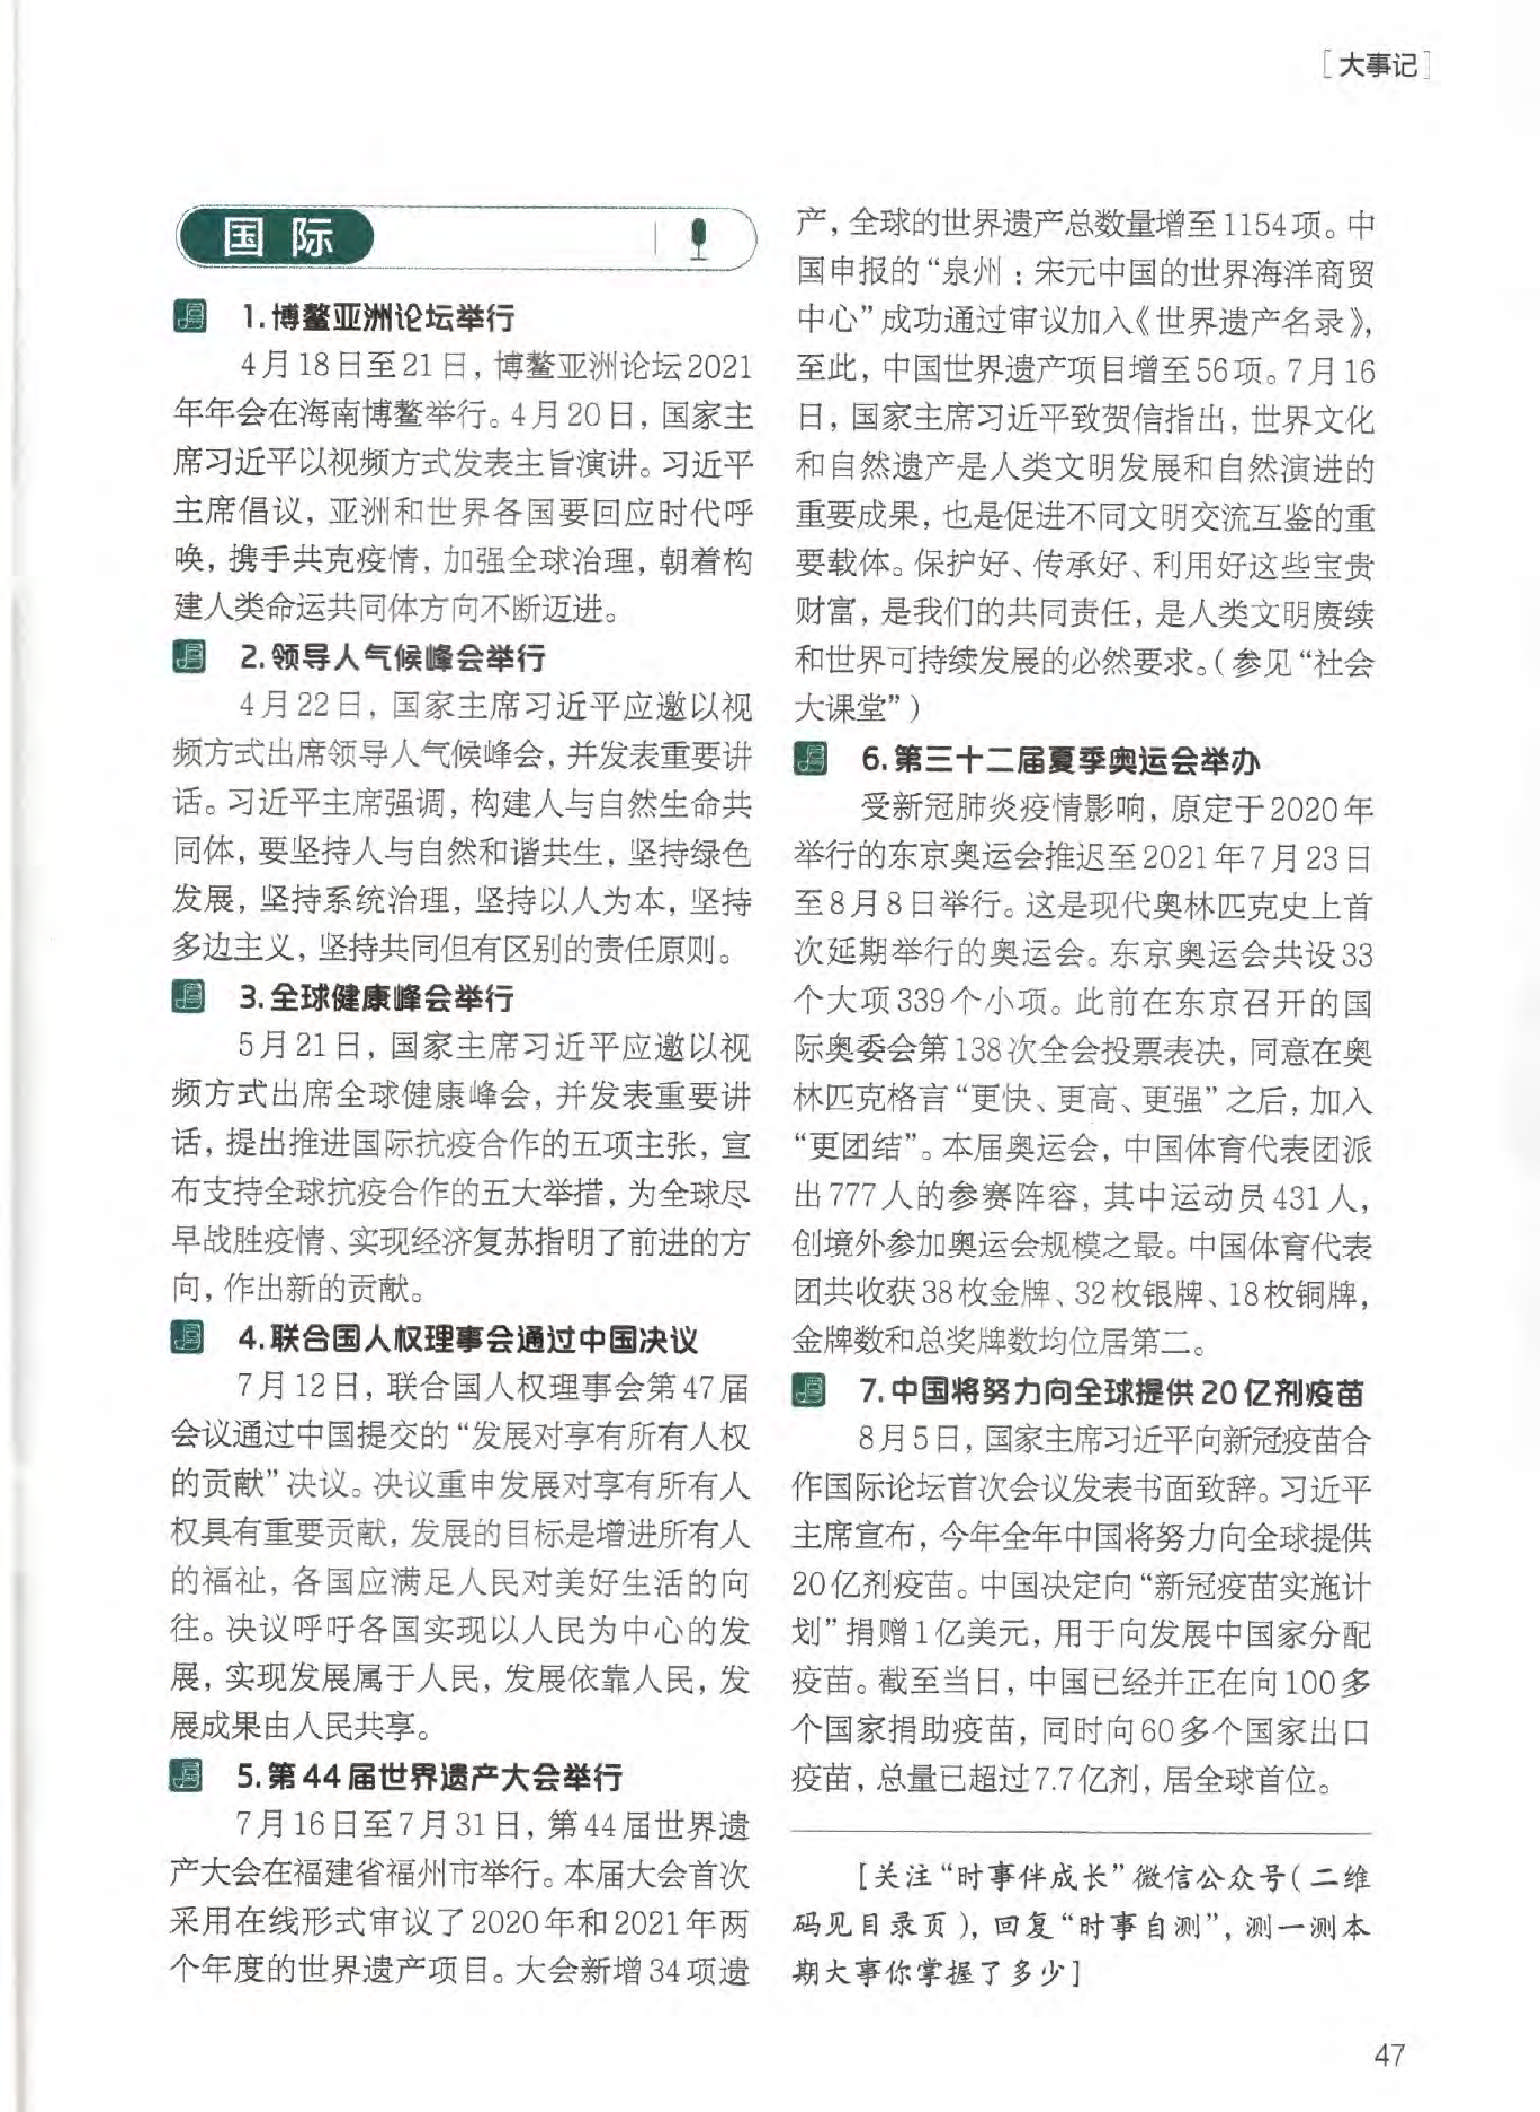 [大事记]
国际
1.博鳌亚洲论坛举行
4月18日至21日，博鳌亚洲论坛2021
年年会在海南博鳌举行。4月20日，国家主
席习近平以视频方式发表主旨演讲。习近平
主席倡议，亚洲和世界各国要回应时代呼
唤，携手共克疫情，加强全球治理，朝着构
建人类命运共同体方向不断迈进。
2.领导人气候峰会举行
4月22日，国家主席习近平应邀以视
频方式出席领导人气候峰会，并发表重要讲
话。习近平主席强调，构建人与自然生命共
同体，要坚持人与自然和谐共生，坚持绿色
发展，坚持系统治理，坚持以人为本，坚持
多边主义，坚持共同但有区别的责任原则。
3.全球健康峰会举行
5月21日，国家主席习近平应邀以视
频方式出席全球健康峰会，并发表重要讲
话，提出推进国际抗疫合作的五项主张，宣
布支持全球抗疫合作的五大举措，为全球尽
早战胜疫情、实现经济复苏指明了前进的方
向，作出新的贡献。
4.联合国人权理事会通过中国决议
7月12日，联合国人权理事会第47届
会议通过中国提交的“发展对享有所有人权
的贡献”决议。决议重申发展对享有所有人
权具有重要贡献，发展的目标是增进所有人
的福祉，各国应满足人民对美好生活的向
往。决议呼吁各国实现以人民为中心的发
展，实现发展属于人民，发展依靠人民，发
展成果由人民共享。
5.第44届世界遗产大会举行
7月16日至7月31日，第44届世界遗
产大会在福建省福州市举行。本届大会首次
采用在线形式审议了2020年和2021年两
个年度的世界遗产项目。大会新增34项遗
产，全球的世界遗产总数量增至1154项。中
国申报的“泉州：宋元中国的世界海洋商贸
中心”成功通过审议加入《世界遗产名录》，
至此，中国世界遗产项目增至56项。7月16
日，国家主席习近平致贺信指出，世界文化
和自然遗产是人类文明发展和自然演进的
重要成果，也是促进不同文明交流互鉴的重
要载体。保护好、传承好、利用好这些宝贵
财富，是我们的共同责任，是人类文明赓续
和世界可持续发展的必然要求。（参见“社会
大课堂”）
6.第三十二届夏季奥运会举办
受新冠肺炎疫情影响，原定于2020年
举行的东京奥运会推迟至2021年7月23日
至8月8日举行。这是现代奥林匹克史上首
次延期举行的奥运会。东京奥运会共设33
个大项339个小项。此前在东京召开的国
际奥委会第138次全会投票表决，同意在奥
林匹克格言“更快、更高、更强”之后，加入
“更团结”。本届奥运会，中国体育代表团派
出777人的参赛阵容，其中运动员431人，
创境外参加奥运会规模之最。中国体育代表
团共收获38枚金牌、32枚银牌、18枚铜牌，
金牌数和总奖牌数均位居第二。
7.中国将努力向全球提供20亿剂疫苗
8月5日，国家主席习近平向新冠疫苗合
作国际论坛首次会议发表书面致辞。习近平
主席宣布，今年全年中国将努力向全球提供
20亿剂疫苗。中国决定向“新冠疫苗实施计
划”捐赠1亿美元，用于向发展中国家分配
疫苗。截至当日，中国已经并正在向100多
个国家捐助疫苗，同时向60多个国家出口
疫苗，总量已超过7.7亿剂，居全球首位。
[关注“时事伴成长”微信公众号（二维
码见目录页），回复“时事自测”，测一测本
期大事你掌握了多少]
47